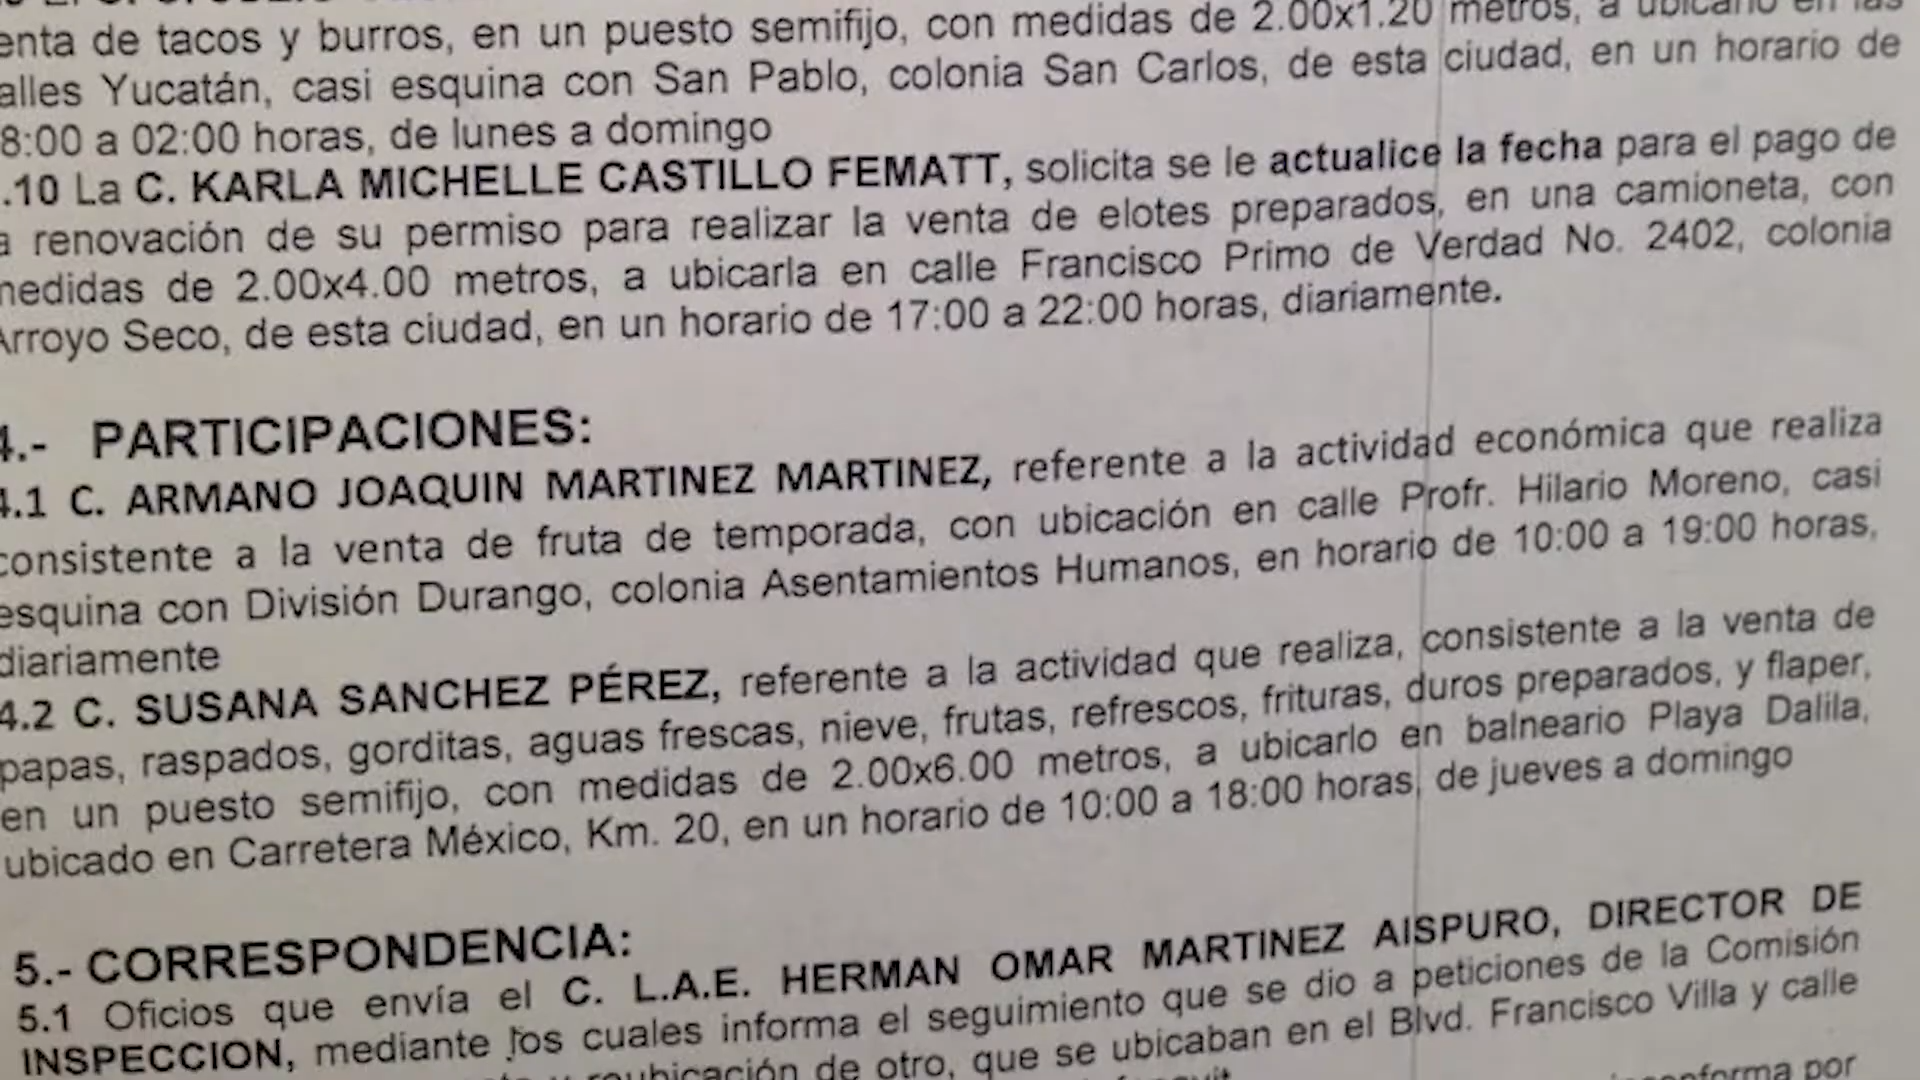 enta de tacos y burros, en un puesto semifijo, con medidas de 2.00x1.20 metros, a ubicarlo en las
alles Yucatán, casi esquina con San Pablo, colonia San Carlos, de esta ciudad, en un horario de
8:00 a 02:00 horas, de lunes a domingo
.10 La C. KARLA MICHELLE CASTILLO FEMATT, solicita se le actualice la fecha para el pago de
a renovación de su permiso para realizar la venta de elotes preparados, en una camioneta, con
medidas de 2.00x4.00 metros, a ubicarla en calle Francisco Primo de Verdad No. 2402, colonia
Arroyo Seco, de esta ciudad, en un horario de 17:00 a 22:00 horas, diariamente.
4.- PARTICIPACIONES:
4.1 C. ARMANO JOAQUIN MARTINEZ MARTINEZ, referente a la actividad económica que realiza
consistente a la venta de fruta de temporada, con ubicación en calle Profr. Hilario Moreno, casi
esquina con División Durango, colonia Asentamientos Humanos, en horario de 10:00 a 19:00 horas,
diariamente
4.2 C. SUSANA SANCHEZ PÉREZ, referente a la actividad que realiza, consistente a la venta de
papas, raspados, gorditas, aguas frescas, nieve, frutas, refrescos, frituras, duros preparados, y flaper,
en un puesto semifijo, con medidas de 2.00x6.00 metros, a ubicarlo en balneario Playa Dalila,
ubicado en Carretera México, Km. 20, en un horario de 10:00 a 18:00 horas, de jueves a domingo
5.- CORRESPONDENCIA:
5.1 Oficios que envía el C. L.A.E. HERMAN OMAR MARTINEZ AISPURO, DIRECTOR DE
INSPECCION, mediante los cuales informa el seguimiento que se dio a peticiones de la Comisión
reubicación de otro, que se ubicaban en el Blvd. Francisco Villa y calle
por